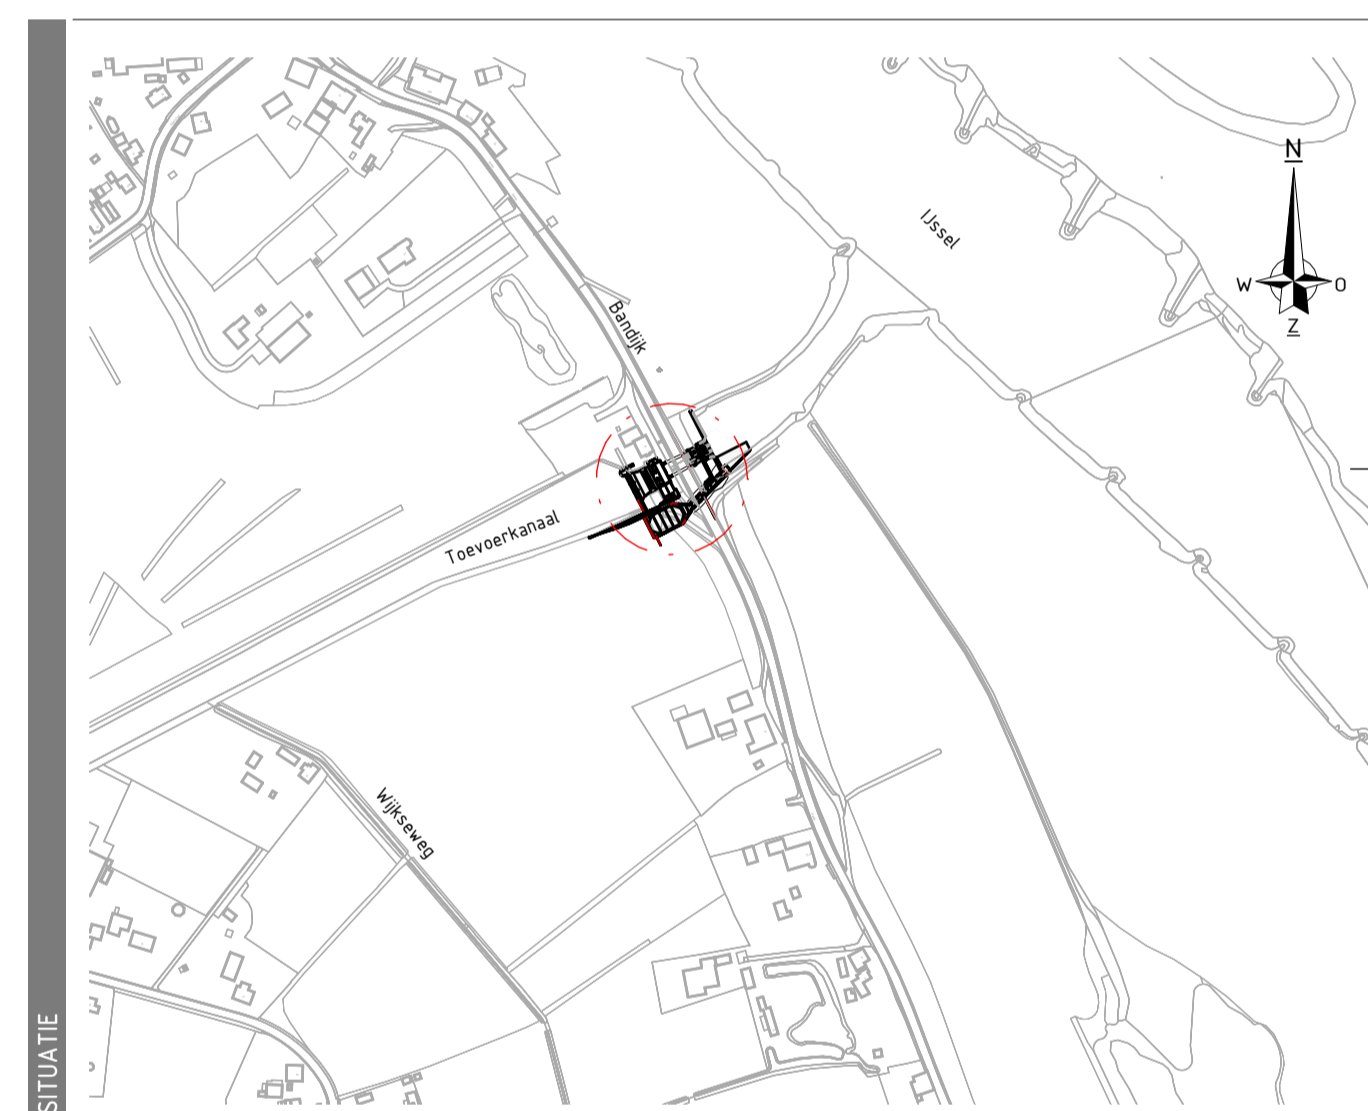 N
IJssel
W
O
Z
Bandijk
Toevoerkanaal
Wijkseweg
SITUATIE